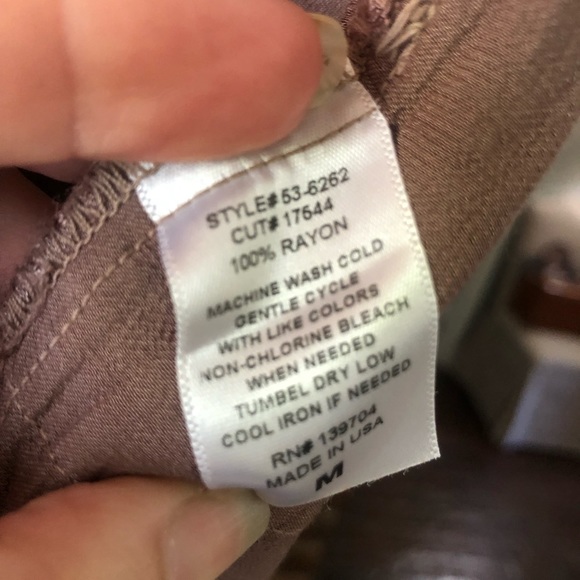 STYLE# 53-6262
CUT# 17544
100% RAYON
MACHINE WASH COLD
GENTLE CYCLE
WITH LIKE COLORS
NON-CHLORINE BLEACH
WHEN NEEDED
TUMBEL DRY LOW
COOL IRON IF NEEDED
RN# 139704
MADE IN USA
M